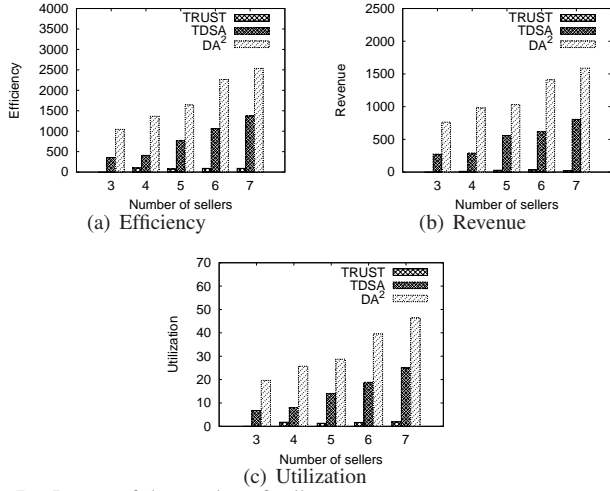 4000
3500
3000
2500
2000
1500
1000
500
0
Efficiency
TRUST
TDSA
DA²
3 4 5 6 7
Number of sellers
(a) Efficiency
2500
2000
1500
1000
500
0
Revenue
TRUST
TDSA
DA²
3 4 5 6 7
Number of sellers
(b) Revenue
70
60
50
40
30
20
10
0
Utilization
TRUST
TDSA
DA²
3 4 5 6 7
Number of sellers
(c) Utilization